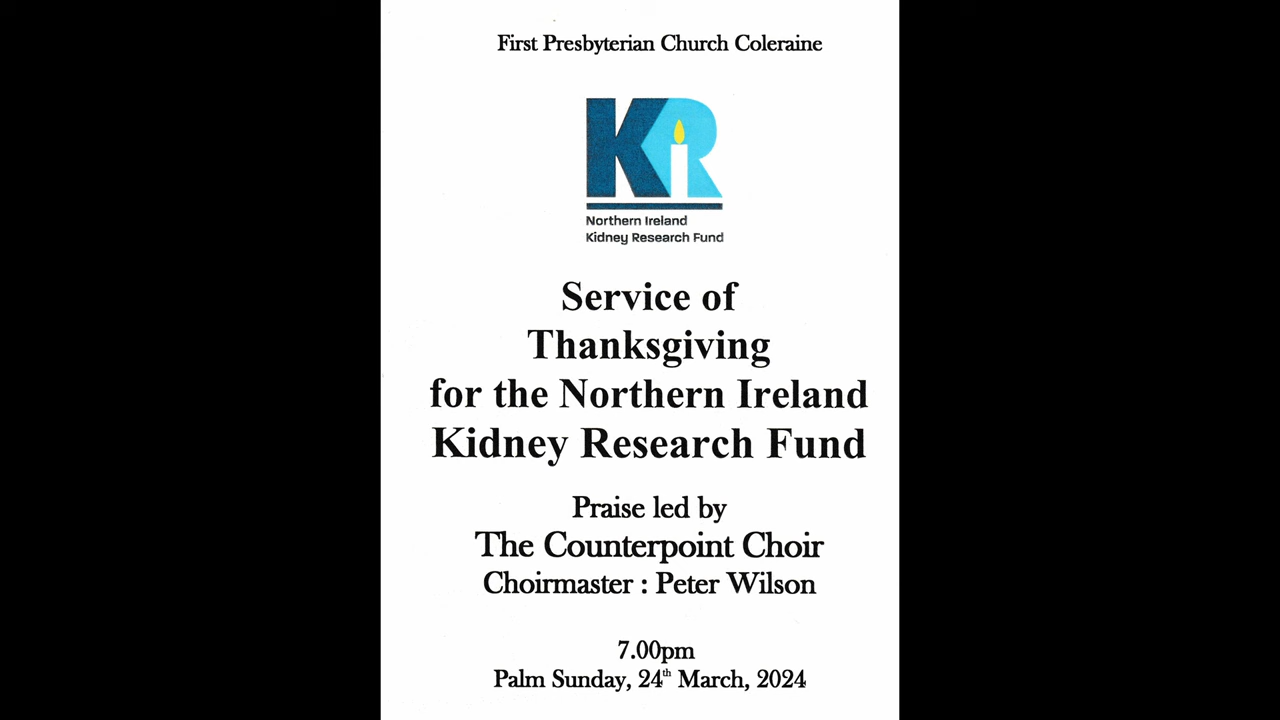 First Presbyterian Church Coleraine
KR
Northern Ireland
Kidney Research Fund
Service of
Thanksgiving
for the Northern Ireland
Kidney Research Fund
Praise led by
The Counterpoint Choir
Choirmaster : Peter Wilson
7.00pm
Palm Sunday, 24th March, 2024